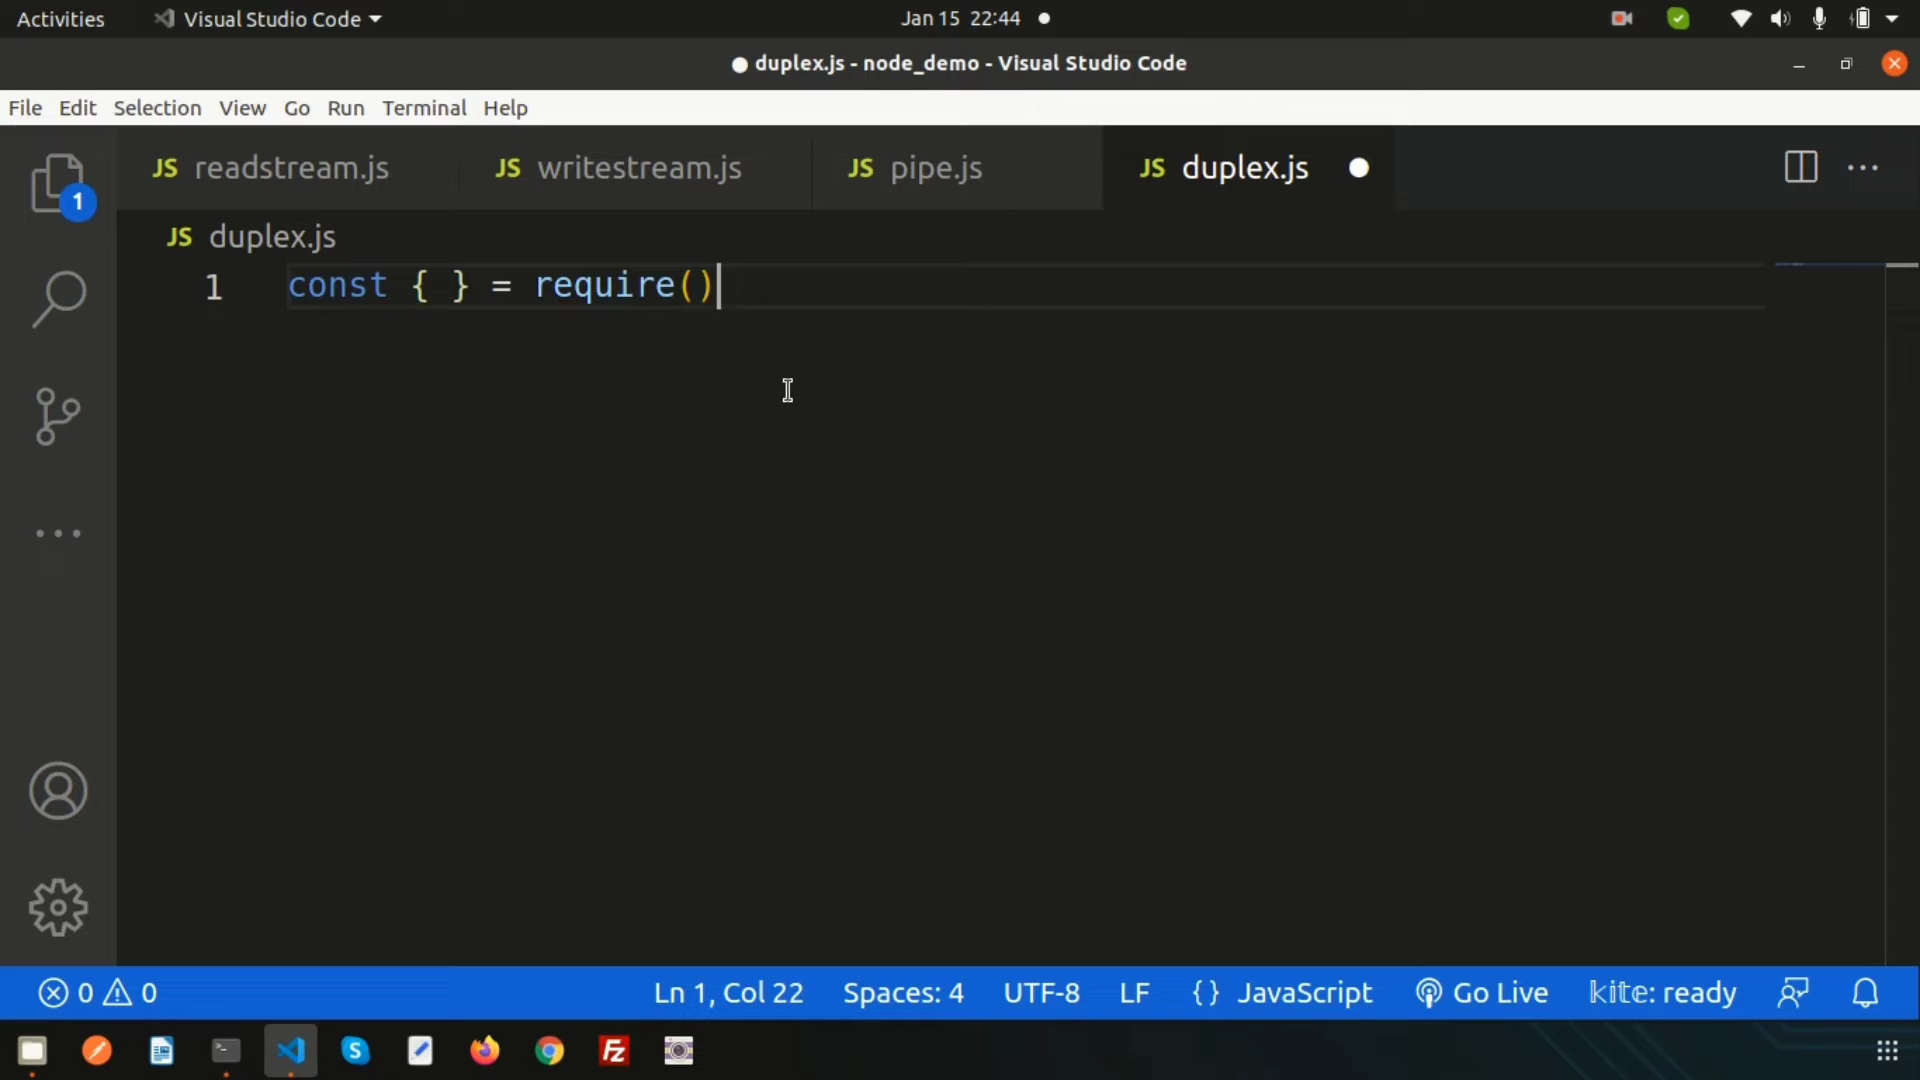 Activities Visual Studio Code Jan 15 22:44
duplex.js - node_demo - Visual Studio Code
File Edit Selection View Go Run Terminal Help
JS readstream.js JS writestream.js JS pipe.js JS duplex.js
1
JS duplex.js
1 const { } = require()
0 0 Ln 1, Col 22 Spaces: 4 UTF-8 LF {} JavaScript Go Live kite: ready
>_ S Fz